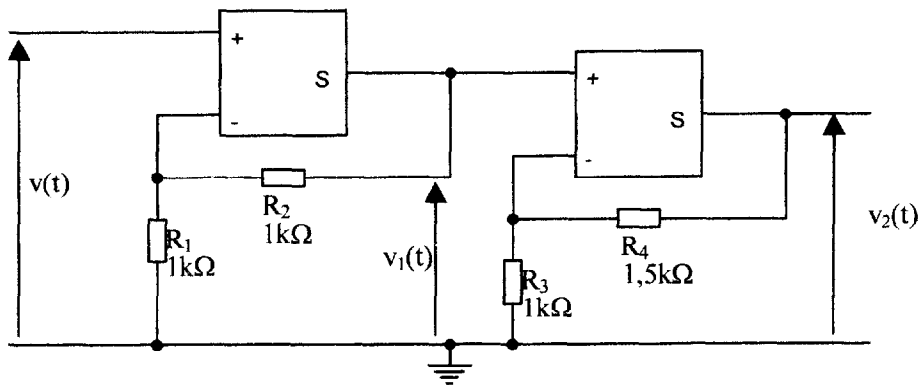 +
S
-
+
S
-
v(t)
R₂
1kΩ
R₁
1kΩ
v₁(t)
R₄
1,5kΩ
R₃
1kΩ
v₂(t)